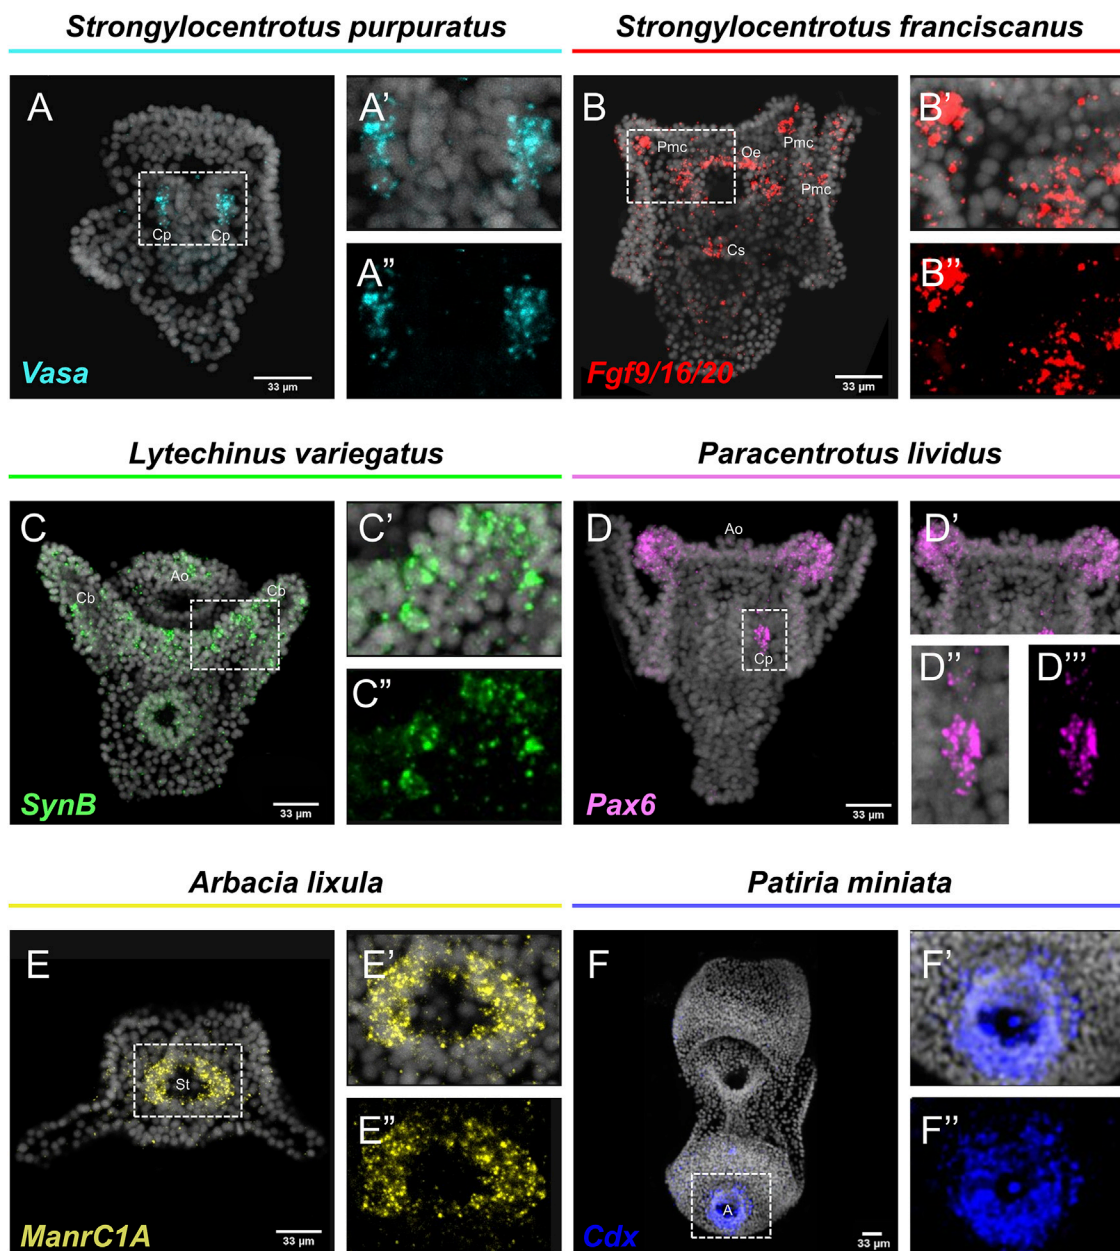 Strongylocentrotus purpuratus
Strongylocentrotus franciscanus
A
Cp
Cp
Vasa
33 µm
A'
A"
B
Pmc
Oe
Pmc
Pmc
Cs
Fgf9/16/20
33 µm
B'
B''
Lytechinus variegatus
Paracentrotus lividus
C
Cb
Ao
Cb
SynB
33 µm
C'
C"
D
Ao
Cp
Pax6
33 µm
D'
D''
D'''
Arbacia lixula
Patiria miniata
E
St
ManrC1A
33 µm
E'
E"
F
A
Cdx
33 µm
F'
F''